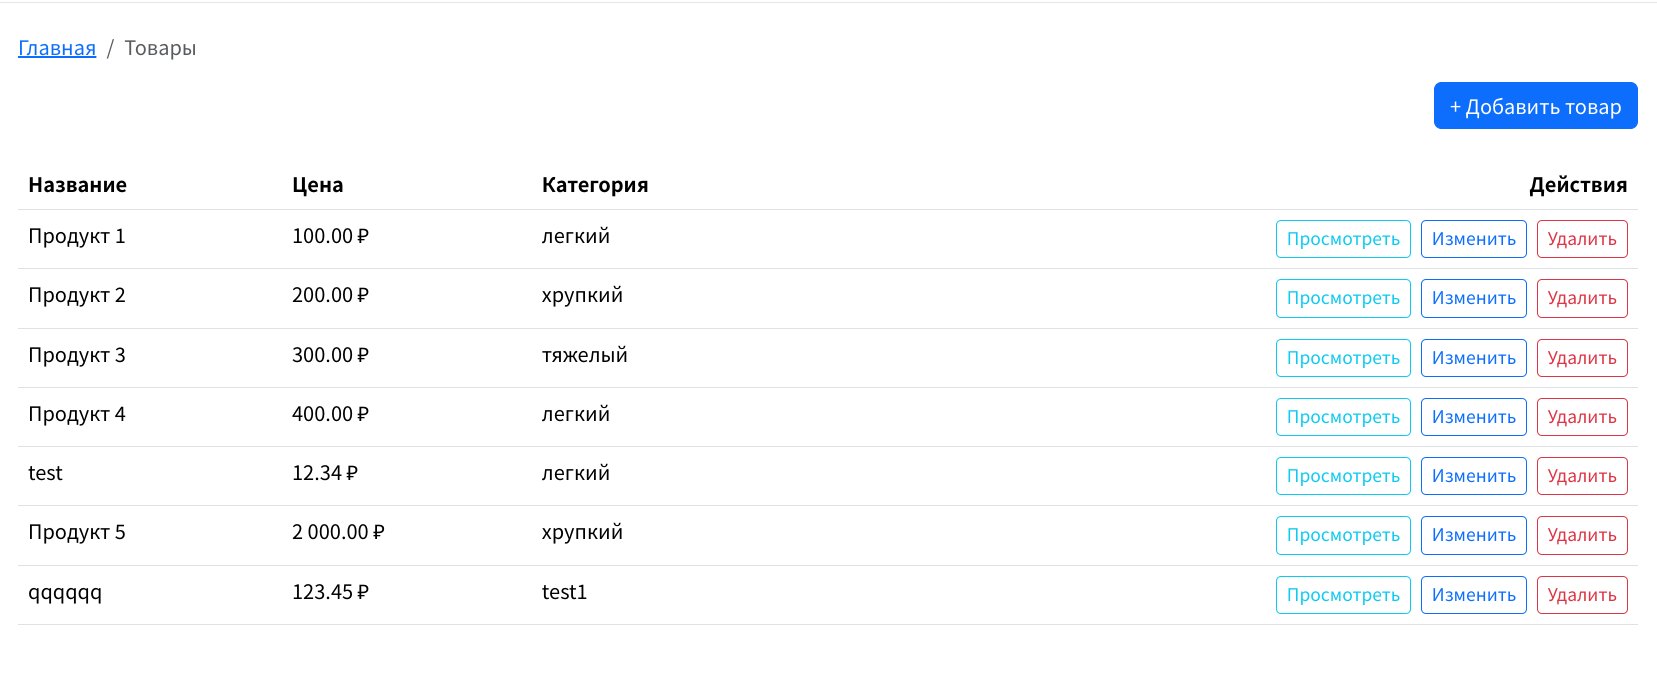 Главная / Товары
+ Добавить товар
Название Цена Категория Действия
Продукт 1 100.00 ₽ легкий Просмотреть Изменить Удалить
Продукт 2 200.00 ₽ хрупкий Просмотреть Изменить Удалить
Продукт 3 300.00 ₽ тяжелый Просмотреть Изменить Удалить
Продукт 4 400.00 ₽ легкий Просмотреть Изменить Удалить
test 12.34 ₽ легкий Просмотреть Изменить Удалить
Продукт 5 2 000.00 ₽ хрупкий Просмотреть Изменить Удалить
qqqqqq 123.45 ₽ test1 Просмотреть Изменить Удалить